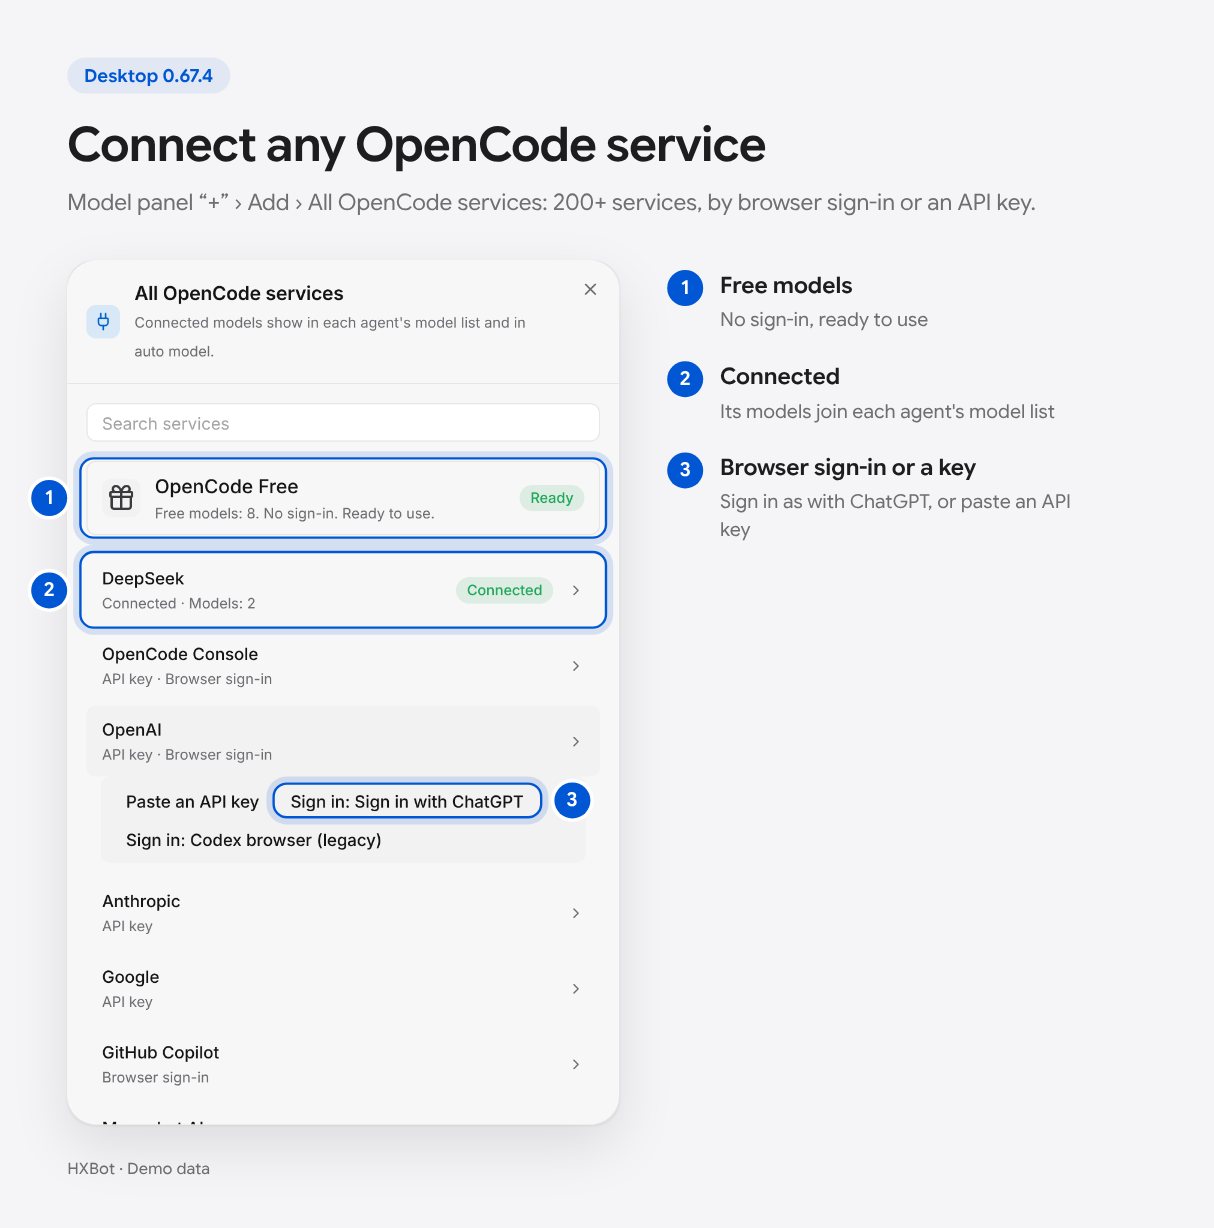 Desktop 0.67.4
Connect any OpenCode service
Model panel “+” › Add › All OpenCode services: 200+ services, by browser sign-in or an API key.
All OpenCode services
Connected models show in each agent's model list and in
auto model.
Search services
1
OpenCode Free
Free models: 8. No sign-in. Ready to use.
Ready
2
DeepSeek
Connected · Models: 2
Connected
OpenCode Console
API key · Browser sign-in
OpenAI
API key · Browser sign-in
Paste an API key
Sign in: Sign in with ChatGPT
3
Sign in: Codex browser (legacy)
Anthropic
API key
Google
API key
GitHub Copilot
Browser sign-in
1
Free models
No sign-in, ready to use
2
Connected
Its models join each agent's model list
3
Browser sign-in or a key
Sign in as with ChatGPT, or paste an API
key
HXBot · Demo data